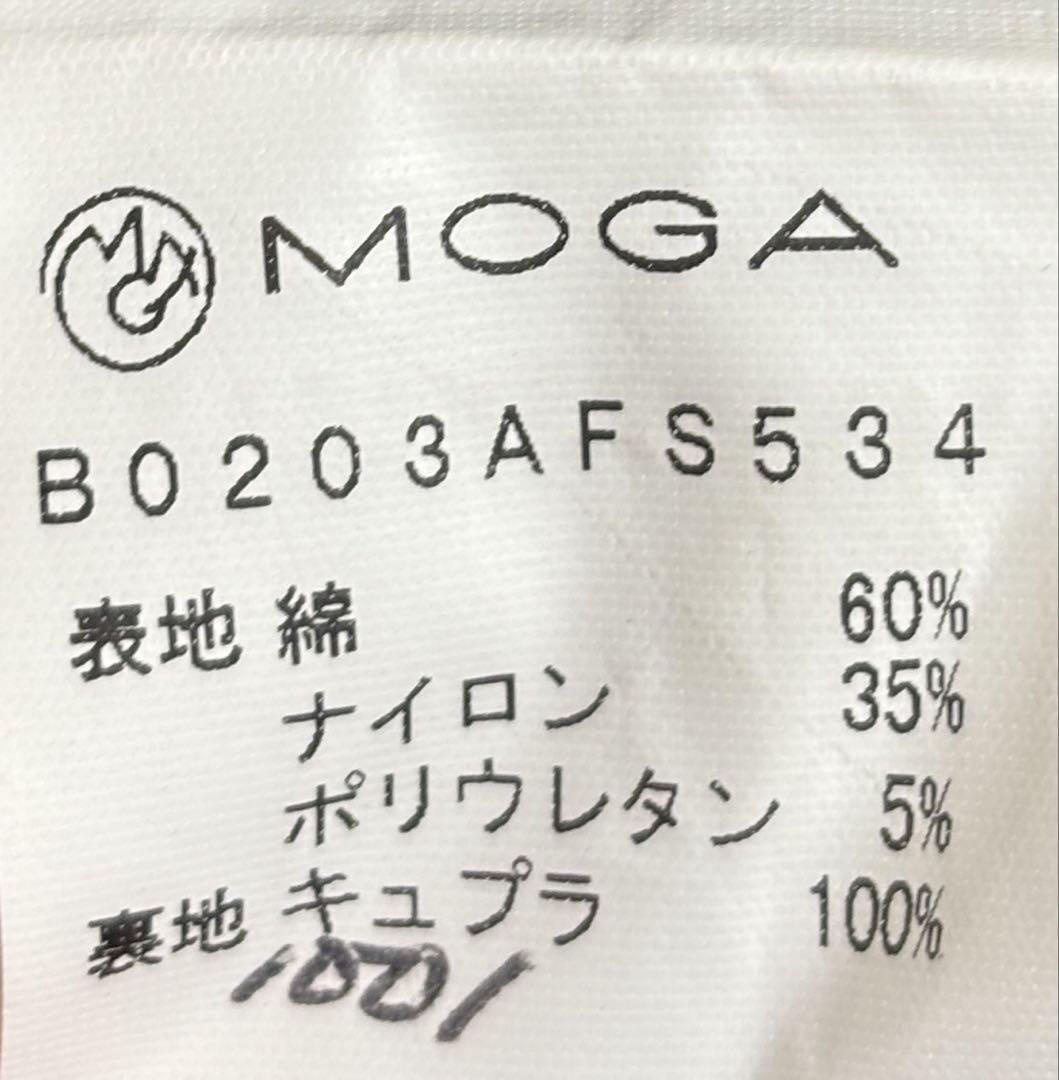 MOGA
B0203AFS534
表地 綿 60%
ナイロン 35%
ポリウレタン 5%
裏地 キュプラ 100%
1001